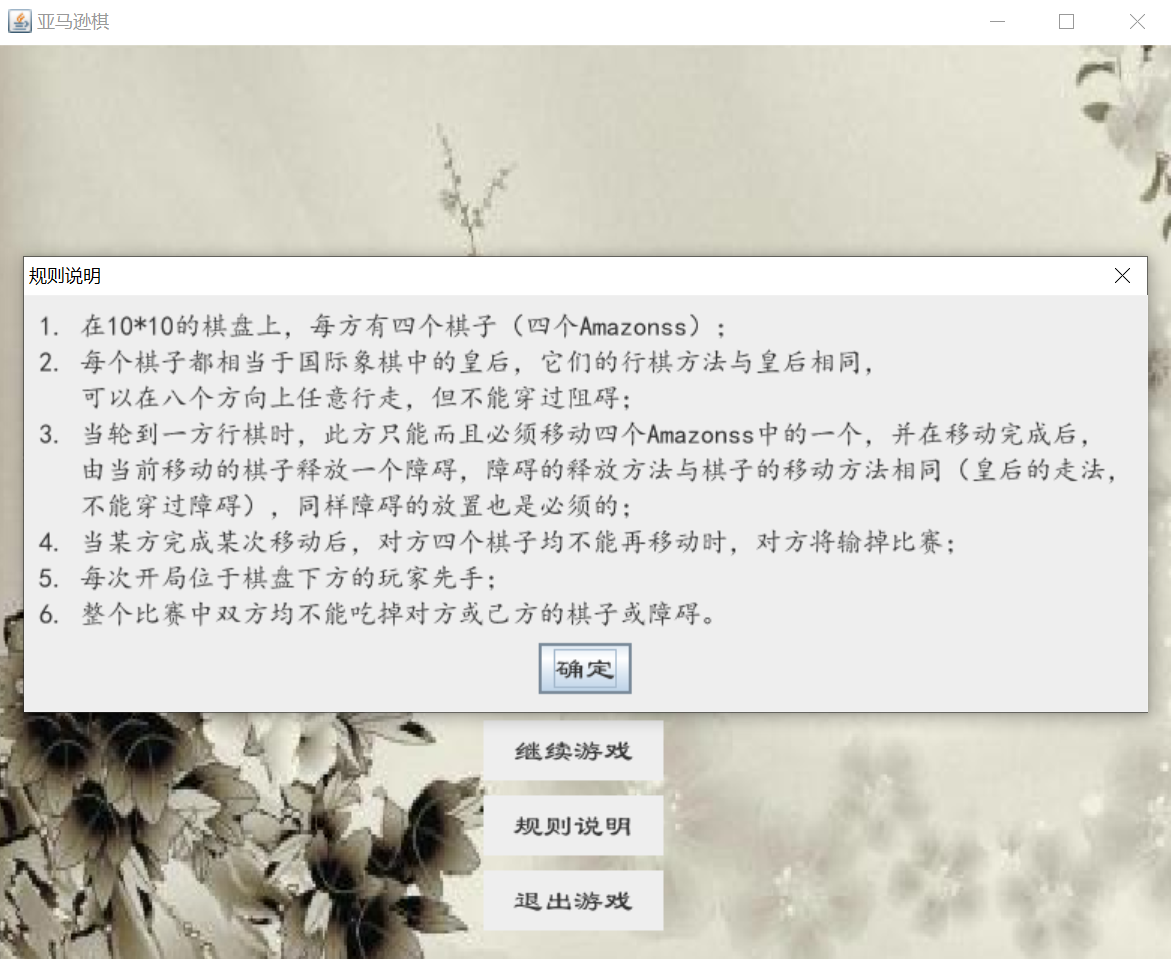 亚马逊棋
规则说明
1. 在10*10的棋盘上，每方有四个棋子（四个Amazonss）；
2. 每个棋子都相当于国际象棋中的皇后，它们的行棋方法与皇后相同，
可以在八个方向上任意行走，但不能穿过阻碍；
3. 当轮到一方行棋时，此方只能而且必须移动四个Amazonss中的一个，并在移动完成后，
由当前移动的棋子释放一个障碍，障碍的释放方法与棋子的移动方法相同（皇后的走法，
不能穿过障碍），同样障碍的放置也是必须的；
4. 当某方完成某次移动后，对方四个棋子均不能再移动时，对方将输掉比赛；
5. 每次开局位于棋盘下方的玩家先手；
6. 整个比赛中双方均不能吃掉对方或己方的棋子或障碍。
确定
继续游戏
规则说明
退出游戏